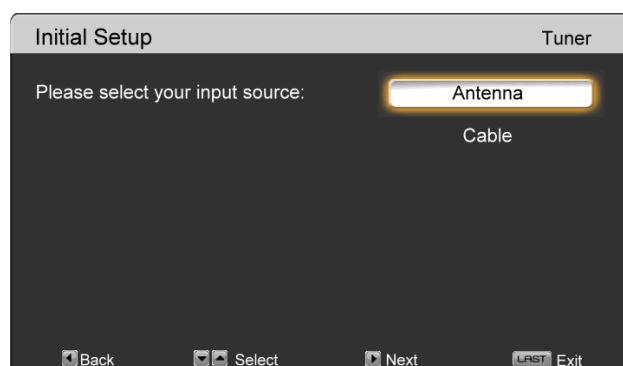 Initial Setup Tuner
Please select your input source: Antenna
Cable
Back Select Next LAST Exit